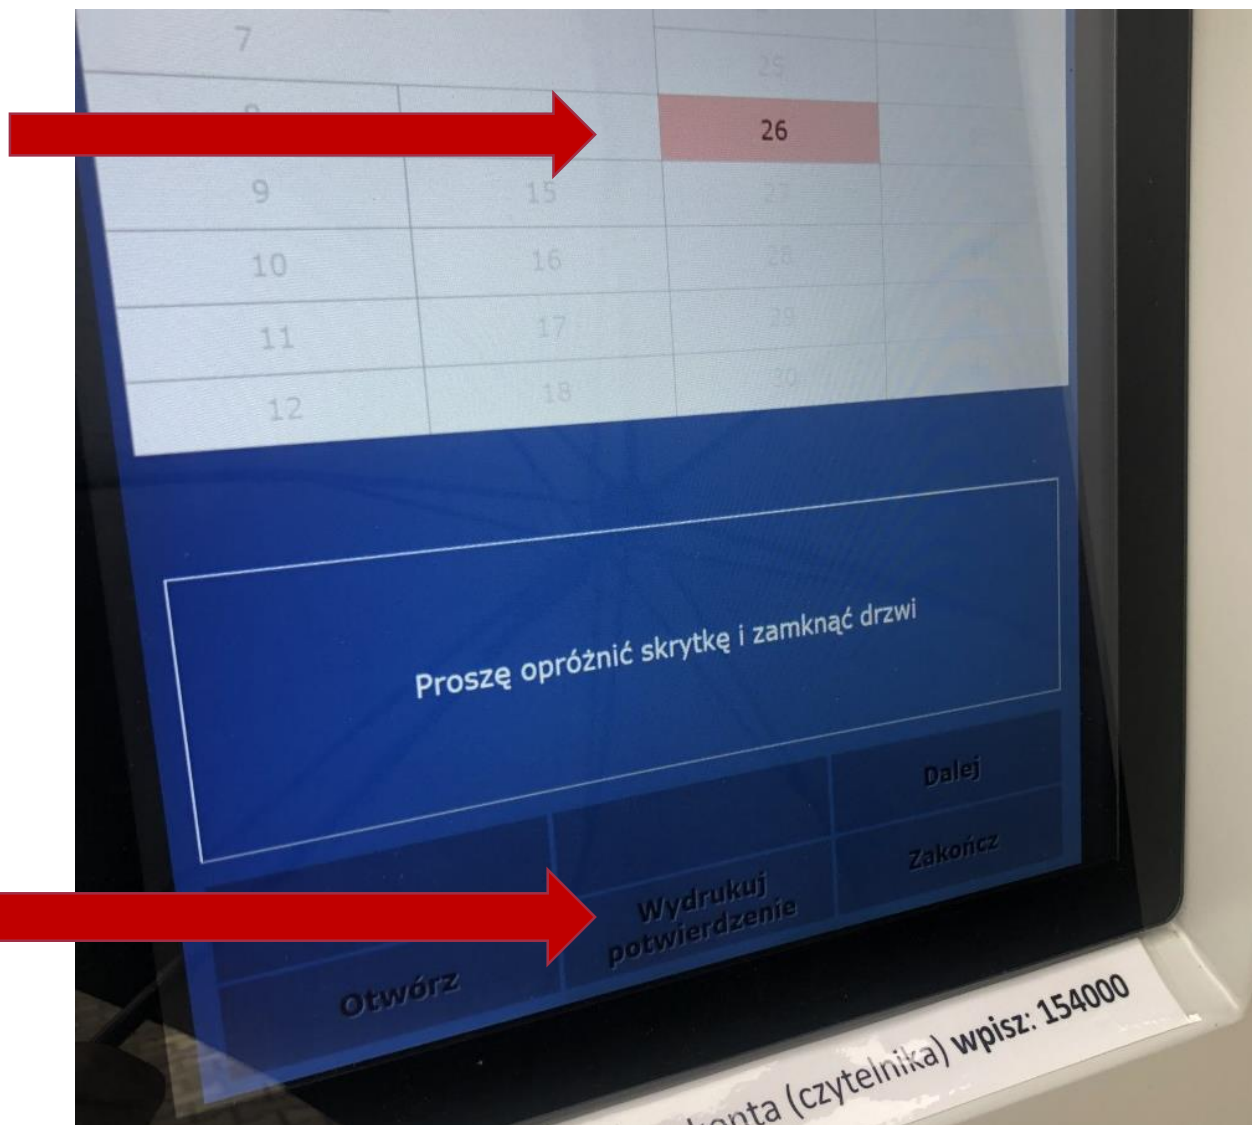 7
25
26
9 15 27
10 16 28
11 17 29
12 18 30
Proszę opróżnić skrytkę i zamknąć drzwi
Dalej
Wydrukuj
potwierdzenie
Zakończ
Otwórz
(czytelnika) wpisz: 154000